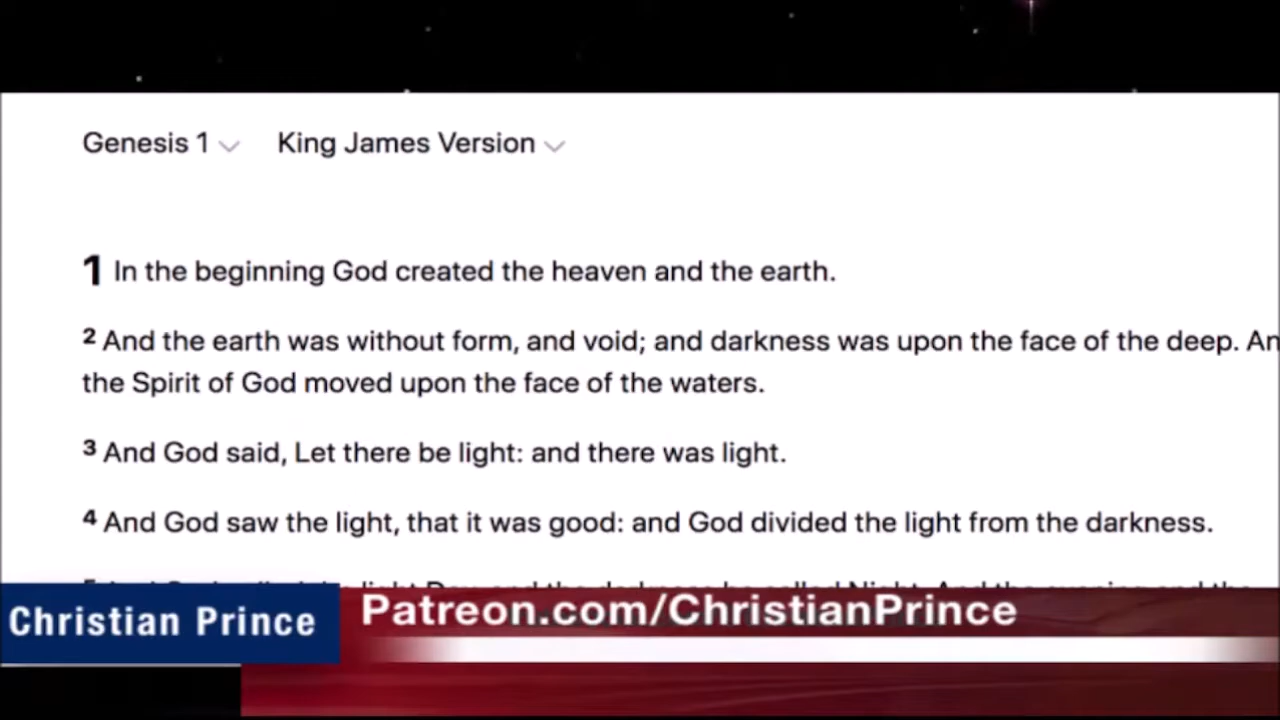 Genesis 1 King James Version
1 In the beginning God created the heaven and the earth.
2 And the earth was without form, and void; and darkness was upon the face of the deep. An
the Spirit of God moved upon the face of the waters.
3 And God said, Let there be light: and there was light.
4 And God saw the light, that it was good: and God divided the light from the darkness.
Christian Prince
Patreon.com/ChristianPrince